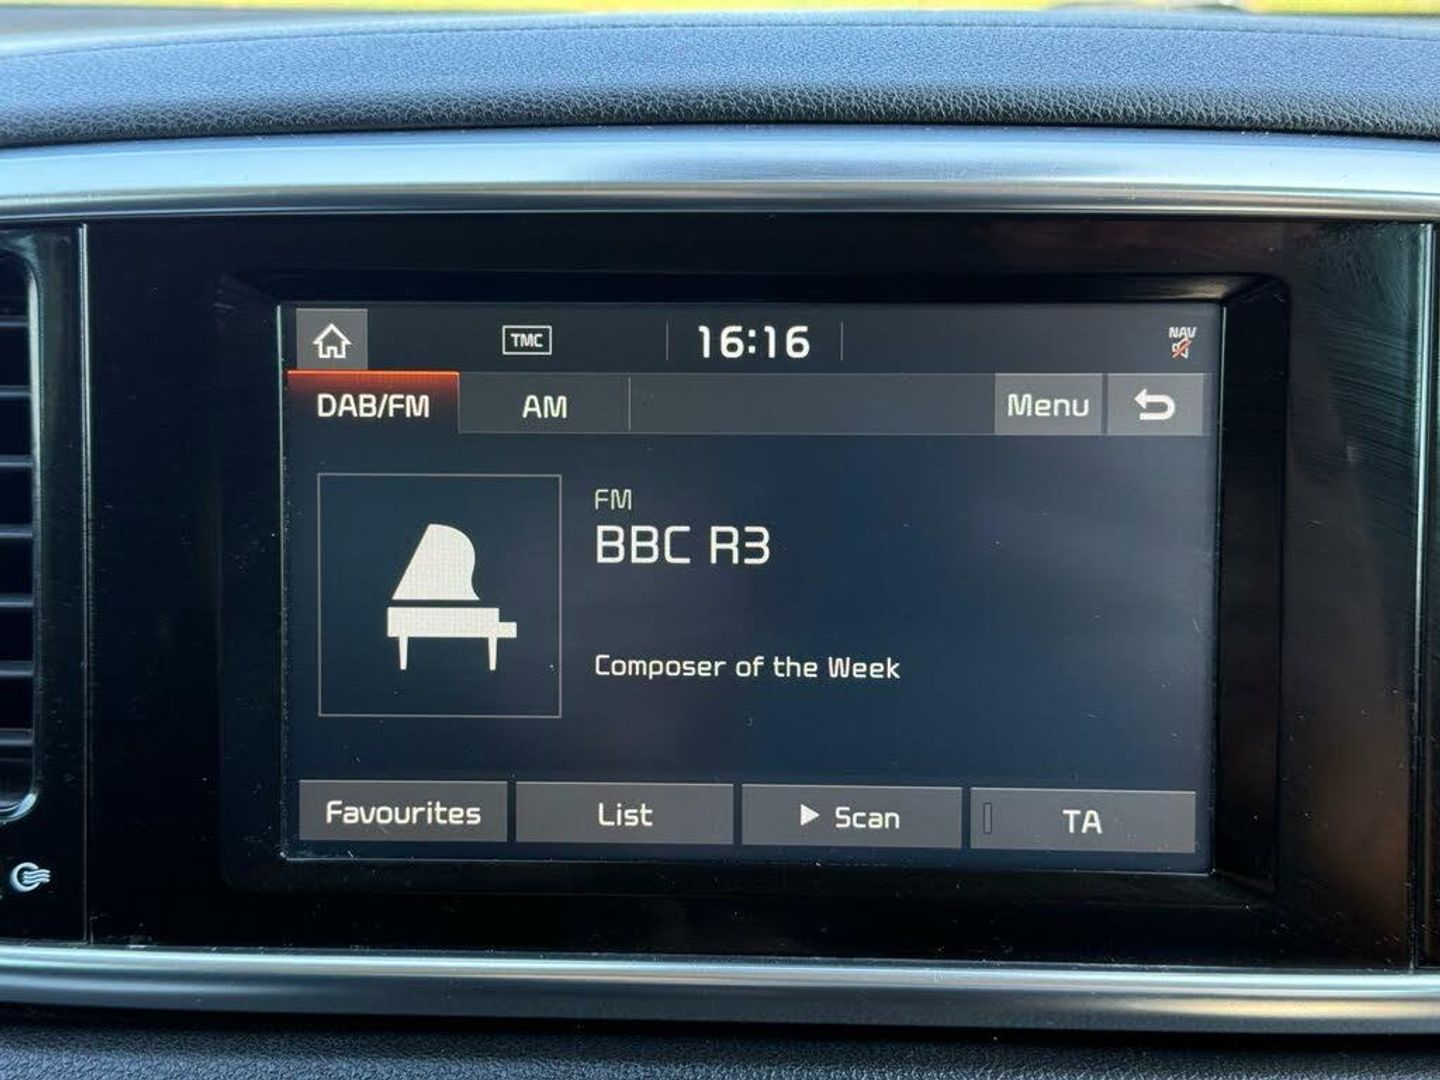 TMC
16:16
NAV
DAB/FM
AM
Menu
FM
BBC R3
Composer of the Week
Favourites
List
Scan
TA